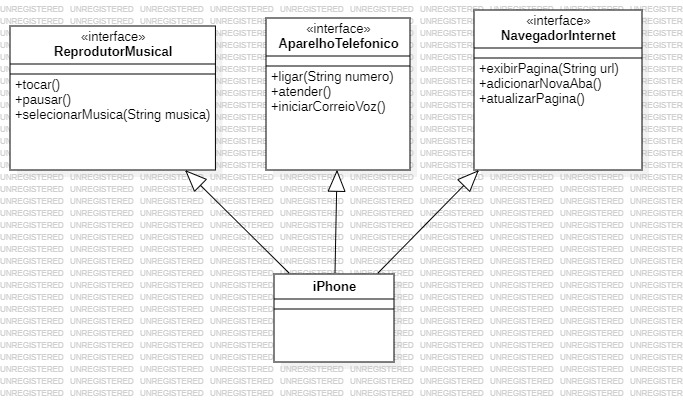 «interface»
ReprodutorMusical
+tocar()
+pausar()
+selecionarMusica(String musica)
«interface»
AparelhoTelefonico
+ligar(String numero)
+atender()
+iniciarCorreioVoz()
«interface»
NavegadorInternet
+exibirPagina(String url)
+adicionarNovaAba()
+atualizarPagina()
iPhone
UNREGISTERED UNREGISTERED UNREGISTERED UNREGISTERED UNREGISTERED UNREGISTERED UNREGISTERED UNREGISTERED UNREGISTERED UNREGISTERED